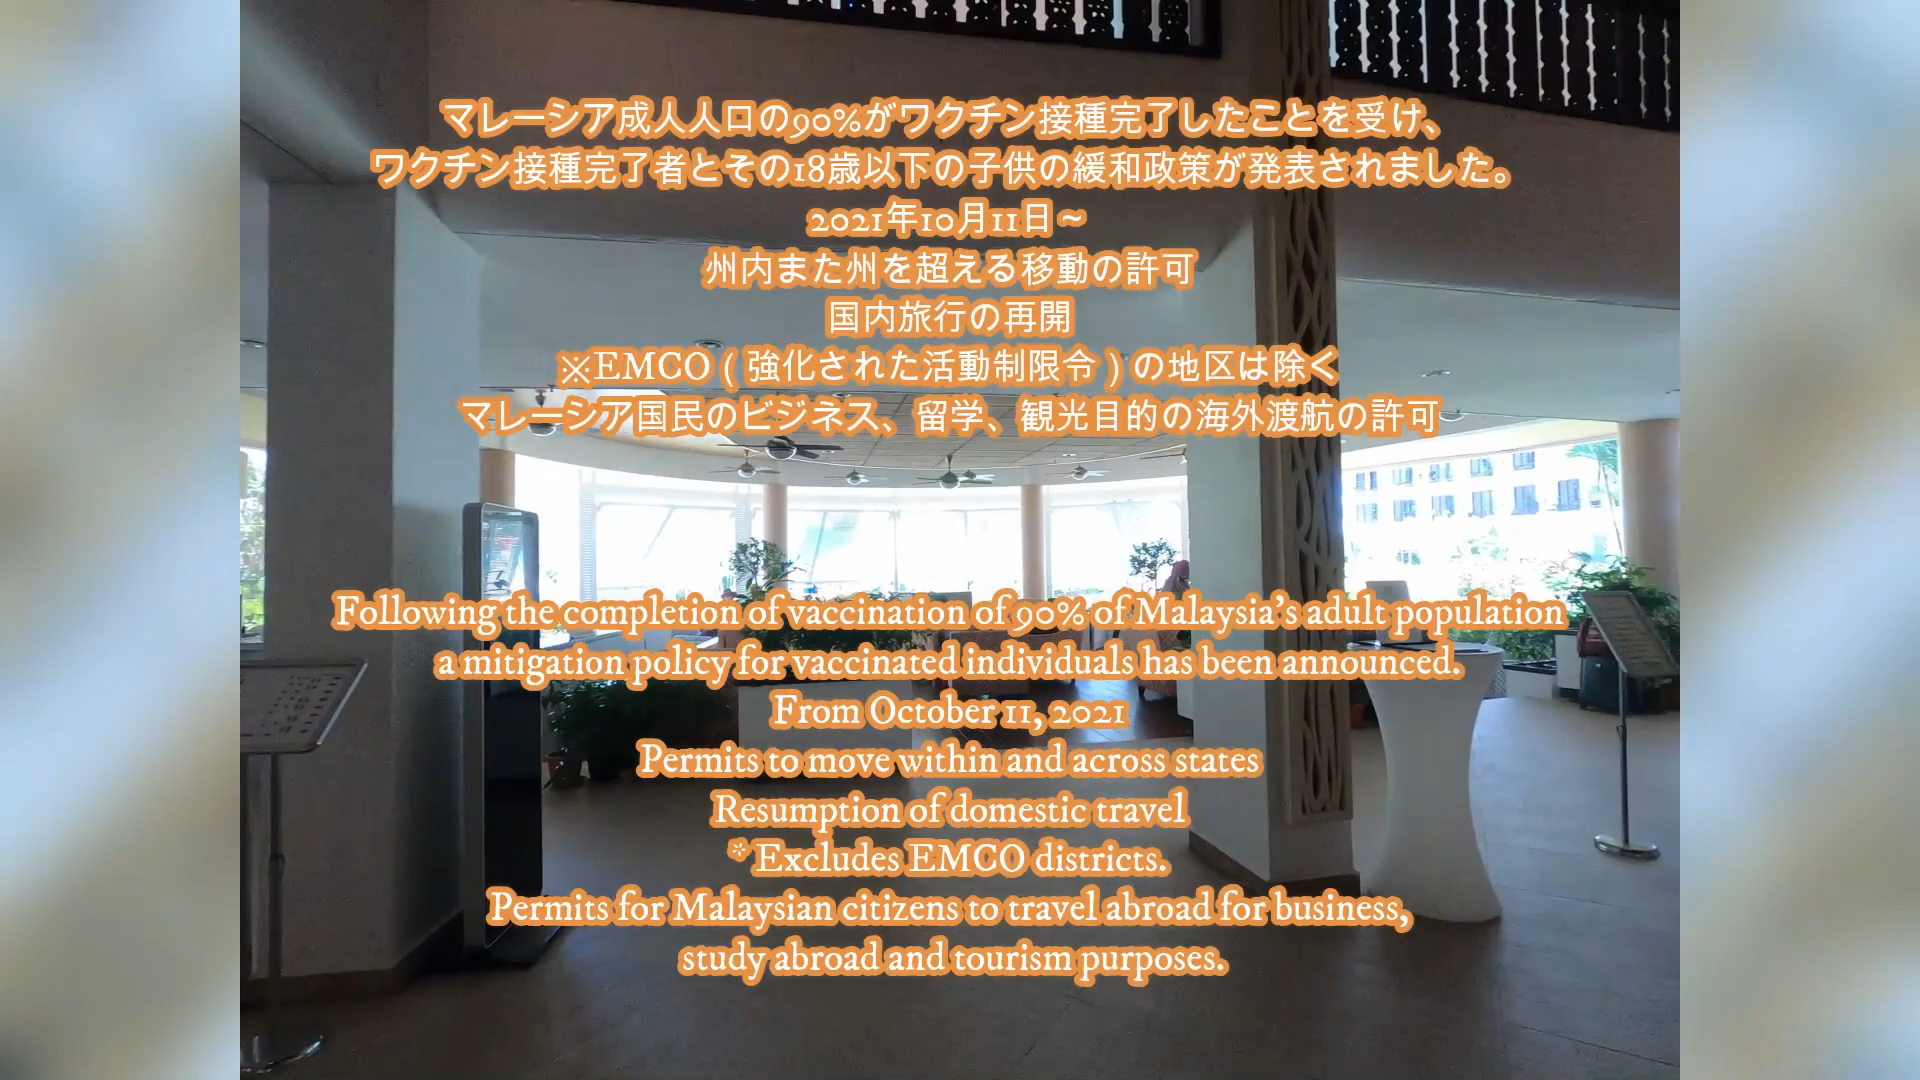 マレーシア成人人口の90%がワクチン接種完了したことを受け、
ワクチン接種完了者とその18歳以下の子供の緩和政策が発表されました。
2021年10月11日~
州内また州を超える移動の許可
国内旅行の再開
※EMCO（強化された活動制限令）の地区は除く
マレーシア国民のビジネス、留学、観光目的の海外渡航の許可
Following the completion of vaccination of 90% of Malaysia's adult population
a mitigation policy for vaccinated individuals has been announced.
From October 11, 2021
Permits to move within and across states
Resumption of domestic travel
* Excludes EMCO districts.
Permits for Malaysian citizens to travel abroad for business,
study abroad and tourism purposes.